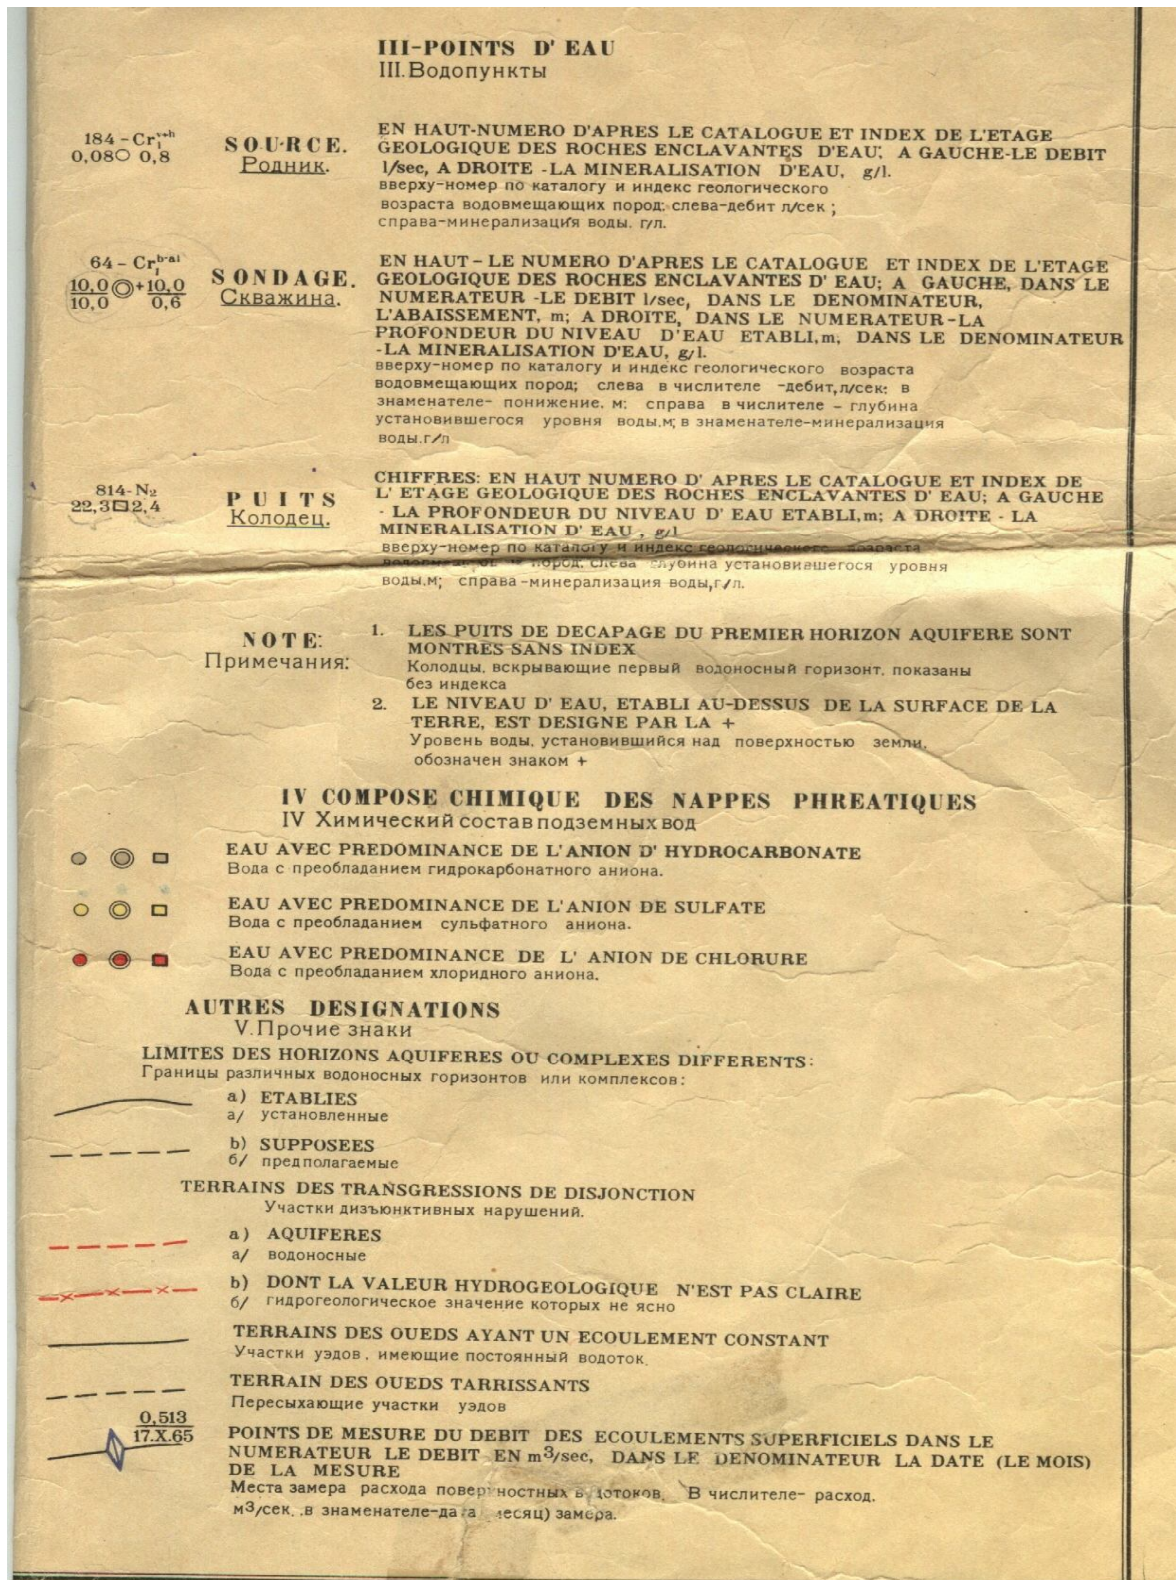 III-POINTS D' EAU
III. Водопункты
184 - Cr₁ᵛ⁺ʰ
0,08 0,8
SOURCE.
Родник.
EN HAUT-NUMERO D'APRES LE CATALOGUE ET INDEX DE L'ETAGE
GEOLOGIQUE DES ROCHES ENCLAVANTES D'EAU; A GAUCHE-LE DEBIT
l/sec, A DROITE -LA MINERALISATION D'EAU, g/l.
вверху-номер по каталогу и индекс геологического
возраста водовмещающих пород; слева-дебит л/сек ;
справа-минерализация воды. г/л.
64 - Cr₁ᵇ⁻ᵃⁱ
10,0 +10,0
10,0 0,6
SONDAGE.
Скважина.
EN HAUT - LE NUMERO D'APRES LE CATALOGUE ET INDEX DE L'ETAGE
GEOLOGIQUE DES ROCHES ENCLAVANTES D' EAU; A GAUCHE, DANS LE
NUMERATEUR -LE DEBIT l/sec, DANS LE DENOMINATEUR,
L'ABAISSEMENT, m; A DROITE, DANS LE NUMERATEUR-LA
PROFONDEUR DU NIVEAU D'EAU ETABLI,m, DANS LE DENOMINATEUR
-LA MINERALISATION D'EAU, g/l.
вверху-номер по каталогу и индекс геологического возраста
водовмещающих пород; слева в числителе -дебит,л/сек; в
знаменателе- понижение, м; справа в числителе - глубина
установившегося уровня воды,м; в знаменателе-минерализация
воды.г/л
814-N₂
22,3 2,4
PUITS
Колодец.
CHIFFRES: EN HAUT NUMERO D' APRES LE CATALOGUE ET INDEX DE
L' ETAGE GEOLOGIQUE DES ROCHES ENCLAVANTES D' EAU; A GAUCHE
- LA PROFONDEUR DU NIVEAU D' EAU ETABLI,m; A DROITE - LA
MINERALISATION D' EAU , g/l
вверху-номер по каталогу и индекс геологического возраста
пород; слева глубина установившегося уровня
воды.м; справа-минерализация воды,г/л.
NOTE:
Примечания:
1. LES PUITS DE DECAPAGE DU PREMIER HORIZON AQUIFERE SONT
MONTRES SANS INDEX
Колодцы, вскрывающие первый водоносный горизонт, показаны
без индекса
2. LE NIVEAU D' EAU, ETABLI AU-DESSUS DE LA SURFACE DE LA
TERRE, EST DESIGNE PAR LA +
Уровень воды, установившийся над поверхностью земли,
обозначен знаком +
IV COMPOSE CHIMIQUE DES NAPPES PHREATIQUES
IV Химический состав подземных вод
EAU AVEC PREDOMINANCE DE L'ANION D' HYDROCARBONATE
Вода с преобладанием гидрокарбонатного аниона.
EAU AVEC PREDOMINANCE DE L'ANION DE SULFATE
Вода с преобладанием сульфатного аниона.
EAU AVEC PREDOMINANCE DE L' ANION DE CHLORURE
Вода с преобладанием хлоридного аниона.
AUTRES DESIGNATIONS
V. Прочие знаки
LIMITES DES HORIZONS AQUIFERES OU COMPLEXES DIFFERENTS:
Границы различных водоносных горизонтов или комплексов:
a) ETABLIES
а/ установленные
b) SUPPOSEES
б/ предполагаемые
TERRAINS DES TRANSGRESSIONS DE DISJONCTION
Участки дизъюнктивных нарушений.
a) AQUIFERES
а/ водоносные
b) DONT LA VALEUR HYDROGEOLOGIQUE N'EST PAS CLAIRE
б/ гидрогеологическое значение которых не ясно
TERRAINS DES OUEDS AYANT UN ECOULEMENT CONSTANT
Участки уэдов, имеющие постоянный водоток.
TERRAIN DES OUEDS TARRISSANTS
Пересыхающие участки уэдов
0,513
17.X.65
POINTS DE MESURE DU DEBIT DES ECOULEMENTS SUPERFICIELS DANS LE
NUMERATEUR LE DEBIT EN m³/sec, DANS LE DENOMINATEUR LA DATE (LE MOIS)
DE LA MESURE
Места замера расхода поверхностных водотоков. В числителе- расход,
м3/сек, .в знаменателе-дата месяц) замера.